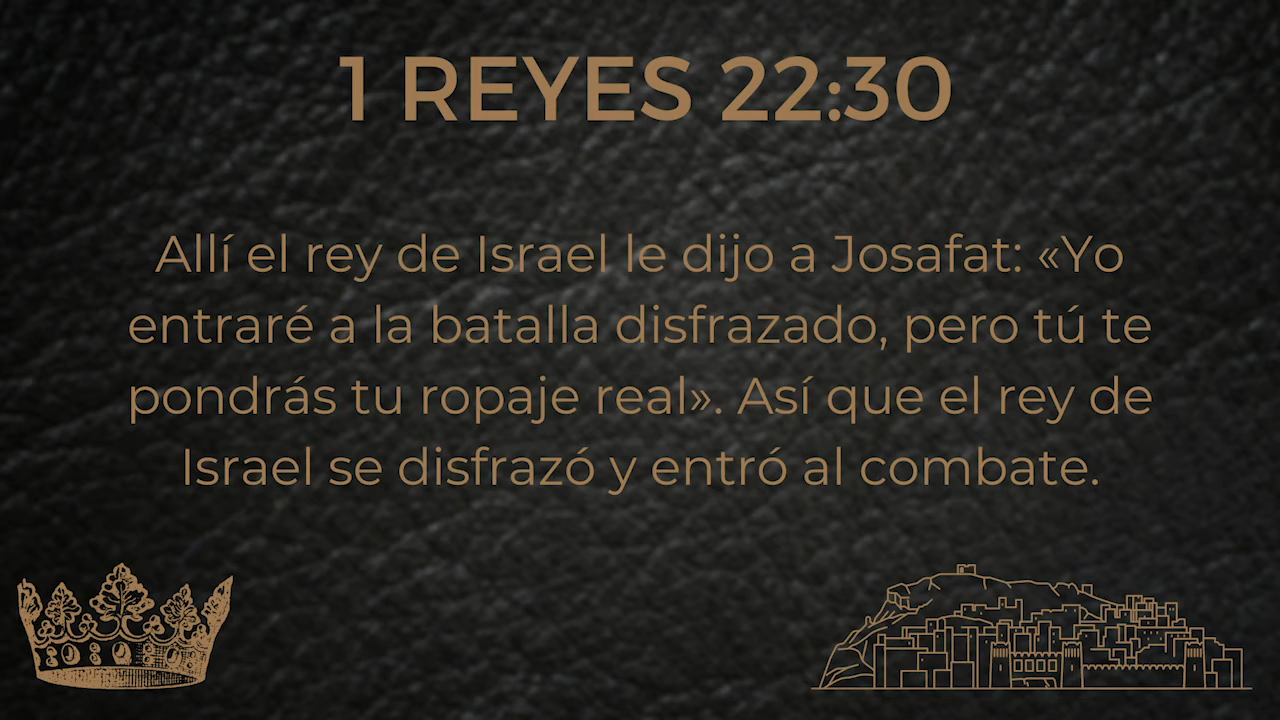 1 REYES 22:30
Allí el rey de Israel le dijo a Josafat: «Yo
entraré a la batalla disfrazado, pero tú te
pondrás tu ropaje real». Así que el rey de
Israel se disfrazó y entró al combate.